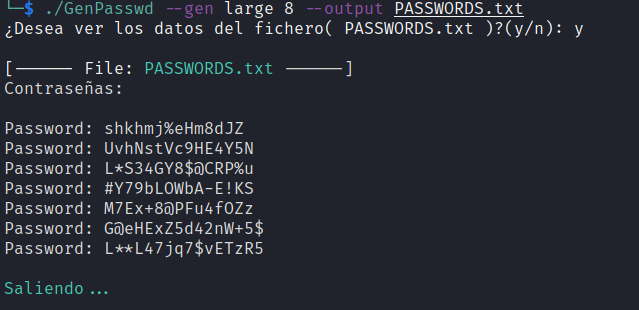 └─$ ./GenPasswd --gen large 8 --output PASSWORDS.txt
¿Desea ver los datos del fichero( PASSWORDS.txt )?(y/n): y
[------ File: PASSWORDS.txt ------]
Contraseñas:
Password: shkhmj%eHm8dJZ
Password: UvhNstVc9HE4Y5N
Password: L*S34GY8$@CRP%u
Password: #Y79bLOWbA-E!KS
Password: M7Ex+8@PFu4fOZz
Password: G@eHExZ5d42nW+5$
Password: L**L47jq7$vETzR5
Saliendo...